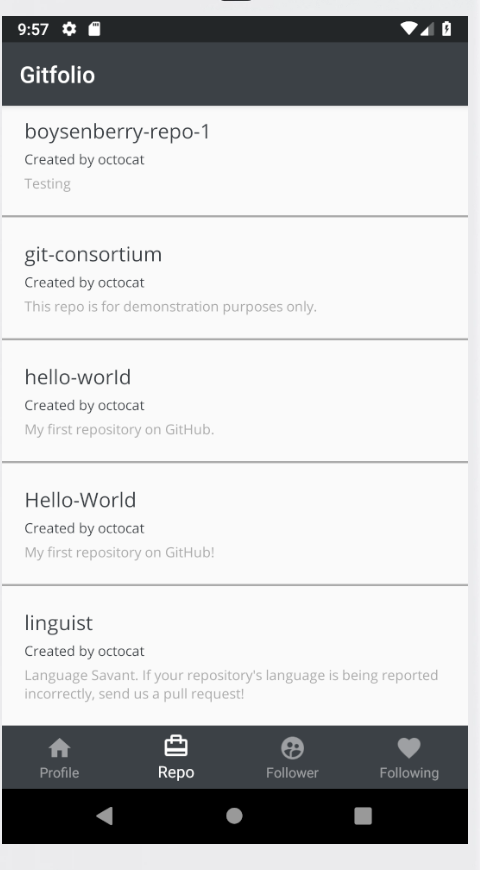 9:57
Gitfolio
boysenberry-repo-1
Created by octocat
Testing
git-consortium
Created by octocat
This repo is for demonstration purposes only.
hello-worId
Created by octocat
My first repository on GitHub.
Hello-World
Created by octocat
My first repository on GitHub!
linguist
Created by octocat
Language Savant. If your repository's language is being reported
incorrectly, send us a pull request!
Profile
Repo
Follower
Following